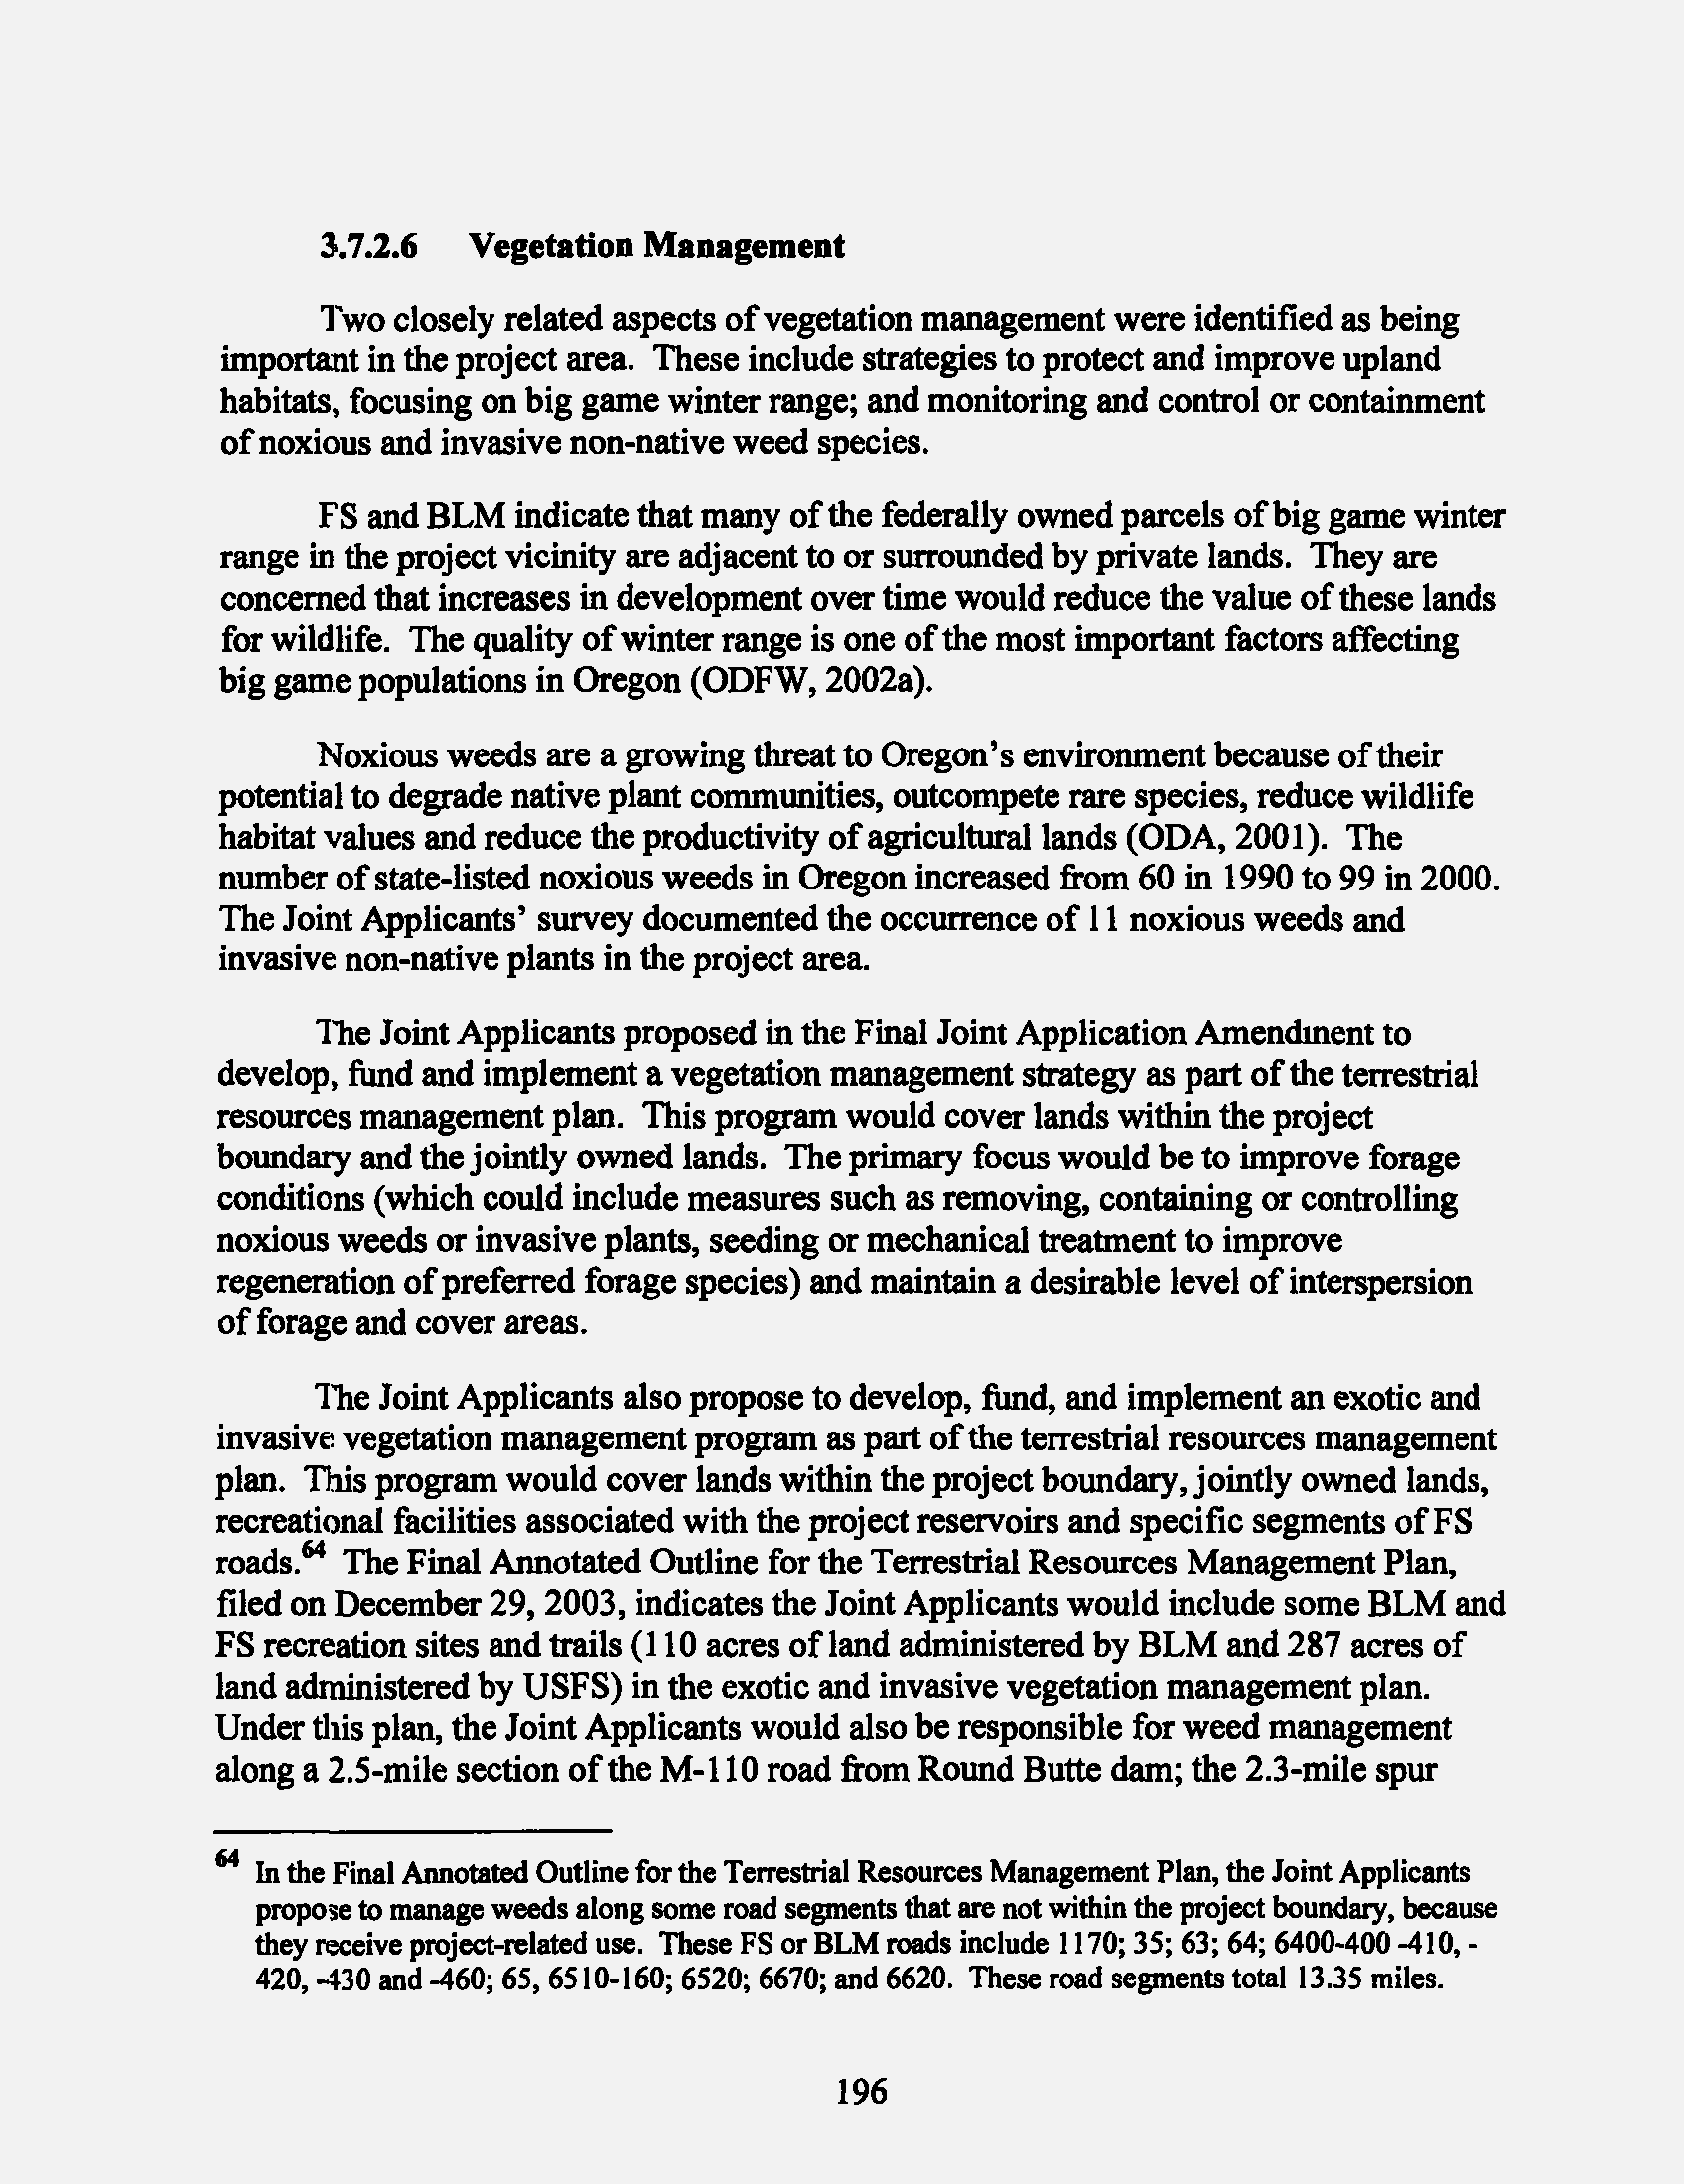 3.7.2.6 Vegetation Management
Two closely related aspects of vegetation management were identified as being
important in the project area. These include strategies to protect and improve upland
habitats, focusing on big game winter range; and monitoring and control or containment
of noxious and invasive non-native weed species.
FS and BLM indicate that many of the federally owned parcels of big game winter
range in the project vicinity are adjacent to or surrounded by private lands. They are
concerned that increases in development over time would reduce the value of these lands
for wildlife. The quality of winter range is one of the most important factors affecting
big game populations in Oregon (ODFW, 2002a).
Noxious weeds are a growing threat to Oregon's environment because of their
potential to degrade native plant communities, outcompete rare species, reduce wildlife
habitat values and reduce the productivity of agricultural lands (ODA, 2001). The
number of state-listed noxious weeds in Oregon increased from 60 in 1990 to 99 in 2000.
The Joint Applicants' survey documented the occurrence of 11 noxious weeds and
invasive non-native plants in the project area.
The Joint Applicants proposed in the Final Joint Application Amendment to
develop, fund and implement a vegetation management strategy as part of the terrestrial
resources management plan. This program would cover lands within the project
boundary and the jointly owned lands. The primary focus would be to improve forage
conditions (which could include measures such as removing, containing or controlling
noxious weeds or invasive plants, seeding or mechanical treatment to improve
regeneration of preferred forage species) and maintain a desirable level of interspersion
of forage and cover areas.
The Joint Applicants also propose to develop, fund, and implement an exotic and
invasive vegetation management program as part of the terrestrial resources management
plan. This program would cover lands within the project boundary, jointly owned lands,
recreational facilities associated with the project reservoirs and specific segments of FS
roads.64 The Final Annotated Outline for the Terrestrial Resources Management Plan,
filed on December 29, 2003, indicates the Joint Applicants would include some BLM and
FS recreation sites and trails (110 acres of land administered by BLM and 287 acres of
land administered by USFS) in the exotic and invasive vegetation management plan.
Under this plan, the Joint Applicants would also be responsible for weed management
along a 2.5-mile section of the M-110 road from Round Butte dam; the 2.3-mile spur
64 In the Final Annotated Outline for the Terrestrial Resources Management Plan, the Joint Applicants
propose to manage weeds along some road segments that are not within the project boundary, because
they receive project-related use. These FS or BLM roads include 1170; 35; 63; 64; 6400-400 -410, -
420, -430 and -460; 65, 6510-160; 6520; 6670; and 6620. These road segments total 13.35 miles.
196